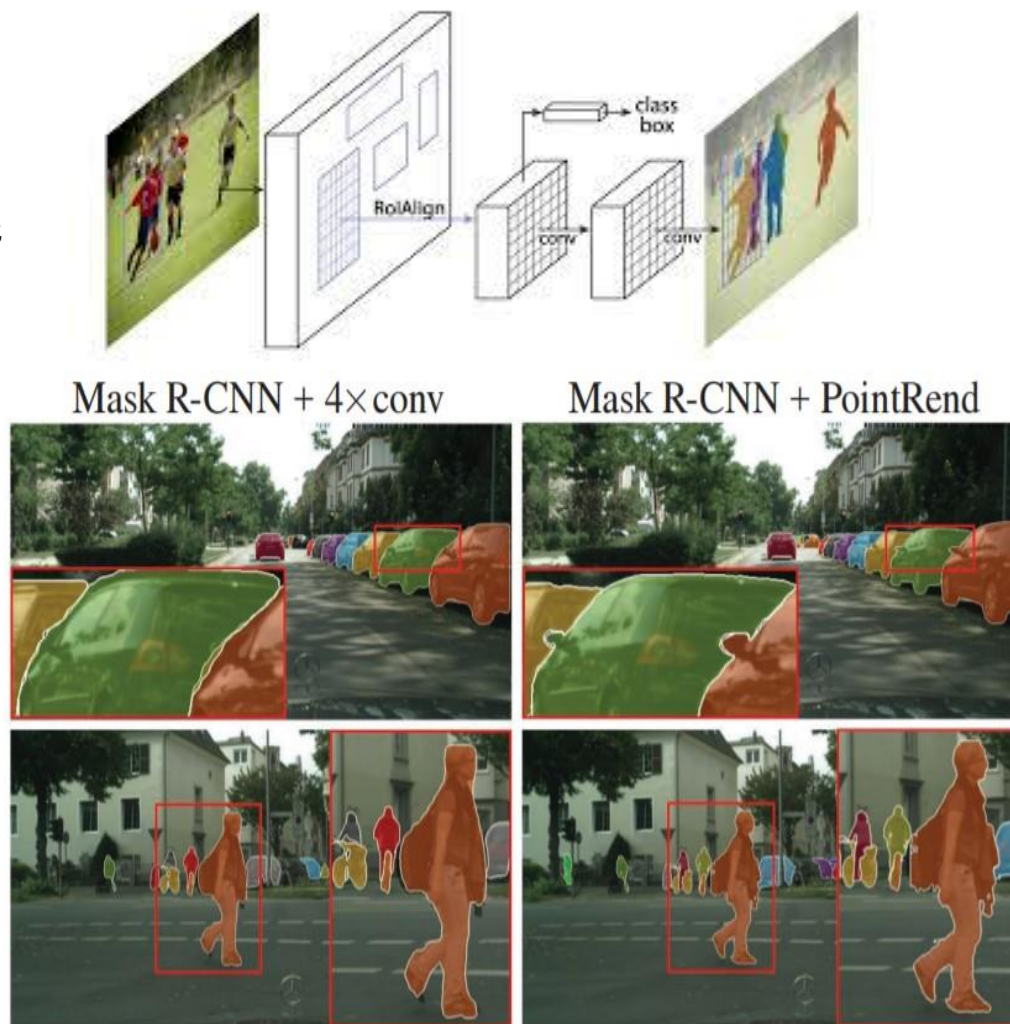 class
box
RoIAlign
conv
conv
Mask R-CNN + 4×conv
Mask R-CNN + PointRend